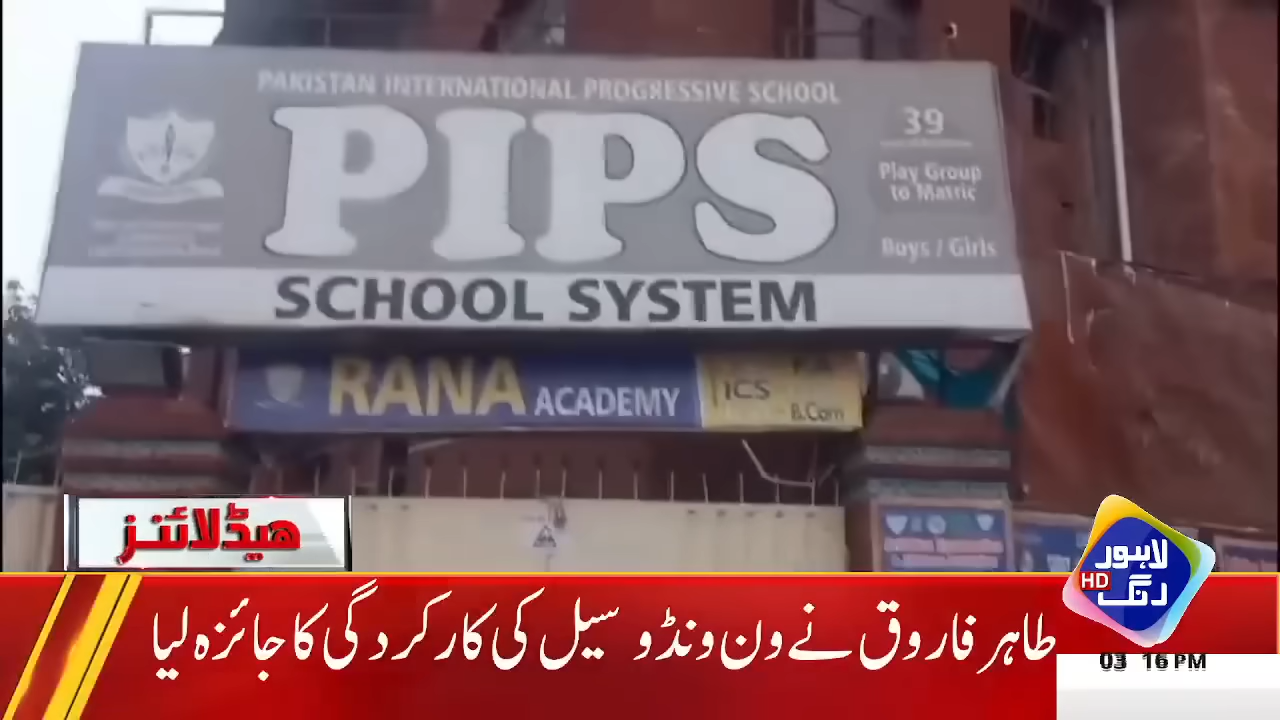 PAKISTAN INTERNATIONAL PROGRESSIVE SCHOOL
PIPS
39
Play Group
to Matric
Boys / Girls
SCHOOL SYSTEM
RANA ACADEMY
ICS
B.Com
ہیڈلائنز
لاہور
رنگ
HD
طاہر فاروق نے ون ونڈو سیل کی کارکردگی کا جائزہ لیا
03 16 PM